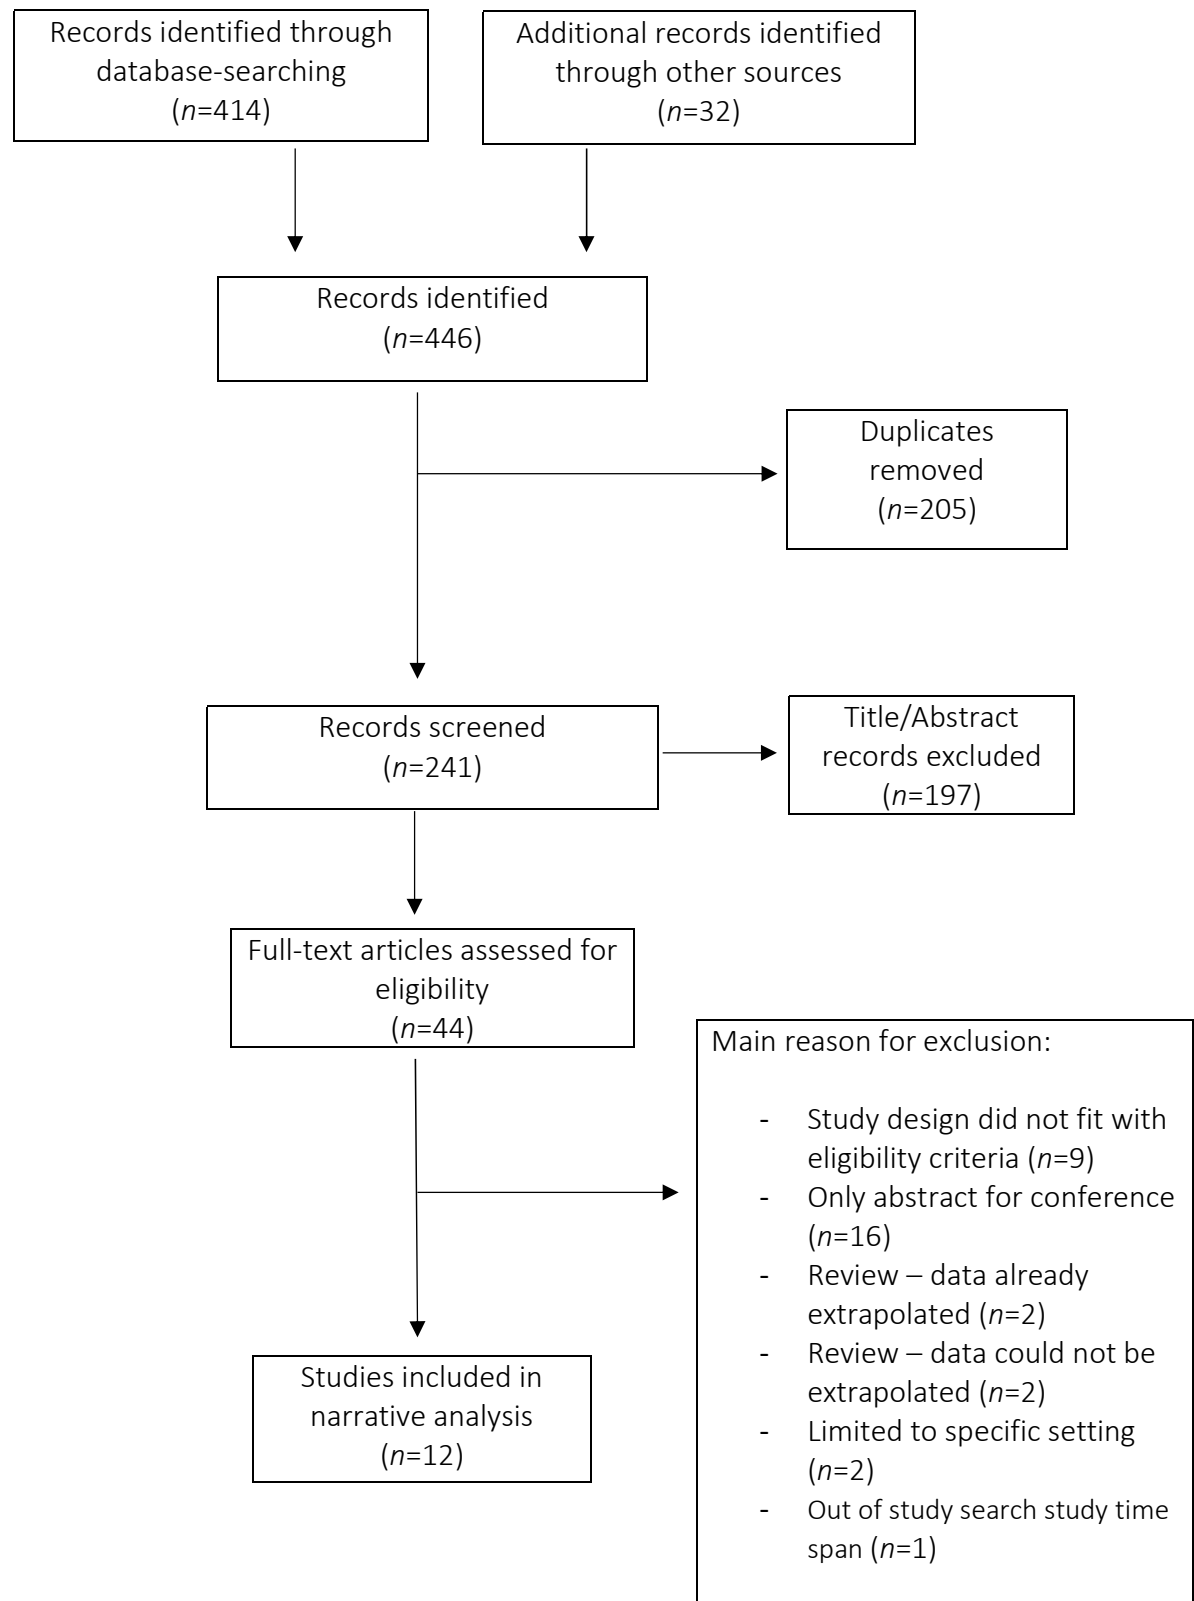 Records identified through
database-searching
(n=414)
Additional records identified
through other sources
(n=32)
Records identified
(n=446)
Duplicates
removed
(n=205)
Records screened
(n=241)
Title/Abstract
records excluded
(n=197)
Full-text articles assessed for
eligibility
(n=44)
Main reason for exclusion:
- Study design did not fit with
eligibility criteria (n=9)
- Only abstract for conference
(n=16)
- Review – data already
extrapolated (n=2)
- Review – data could not be
extrapolated (n=2)
- Limited to specific setting
(n=2)
- Out of study search study time
span (n=1)
Studies included in
narrative analysis
(n=12)